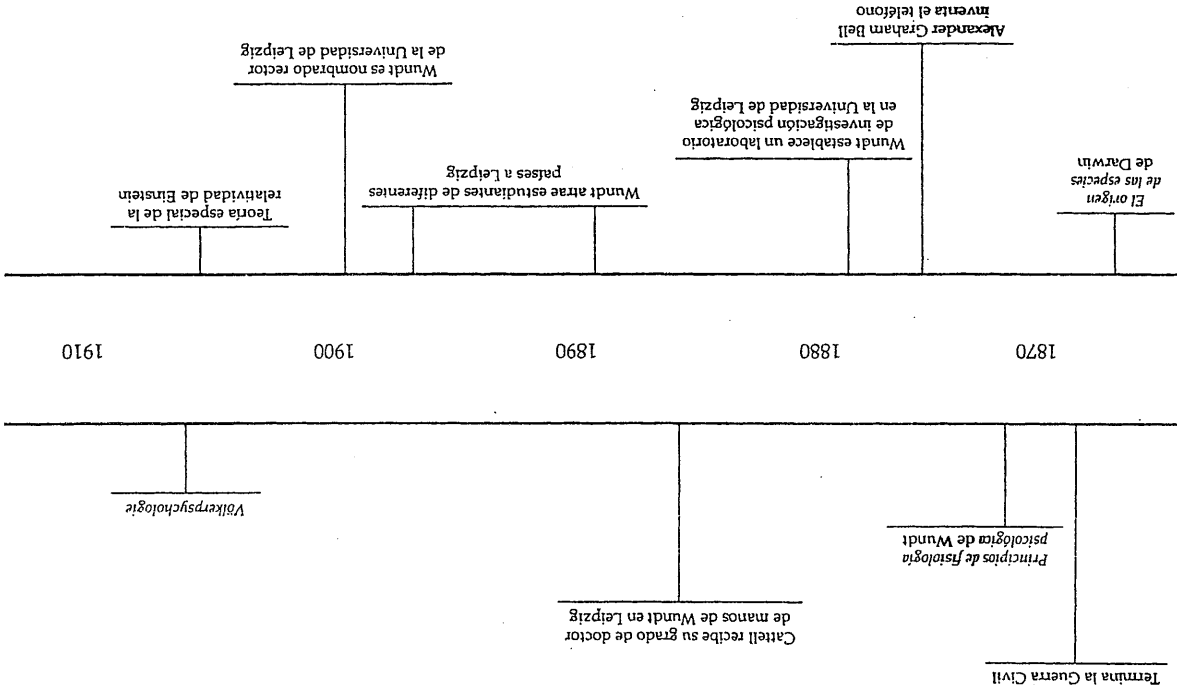 Termina la Guerra Civil
Cattell recibe su grado de doctor
de manos de Wundt en Leipzig
Principios de fisiología
psicológica de Wundt
Völkerpsychologie
1870
1880
1890
1900
1910
El origen
de las especies
de Darwin
Wundt establece un laboratorio
de investigación psicológica
en la Universidad de Leipzig
Alexander Graham Bell
inventa el teléfono
Wundt atrae estudiantes de diferentes
países a Leipzig
Wundt es nombrado rector
de la Universidad de Leipzig
Teoría especial de la
relatividad de Einstein